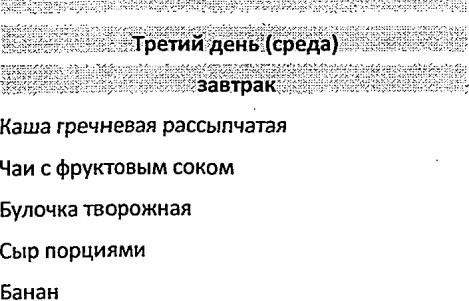 Третий день (среда)
завтрак
Каша гречневая рассыпчатая
Чаи с фруктовым соком
Булочка творожная
Сыр порциями
Банан